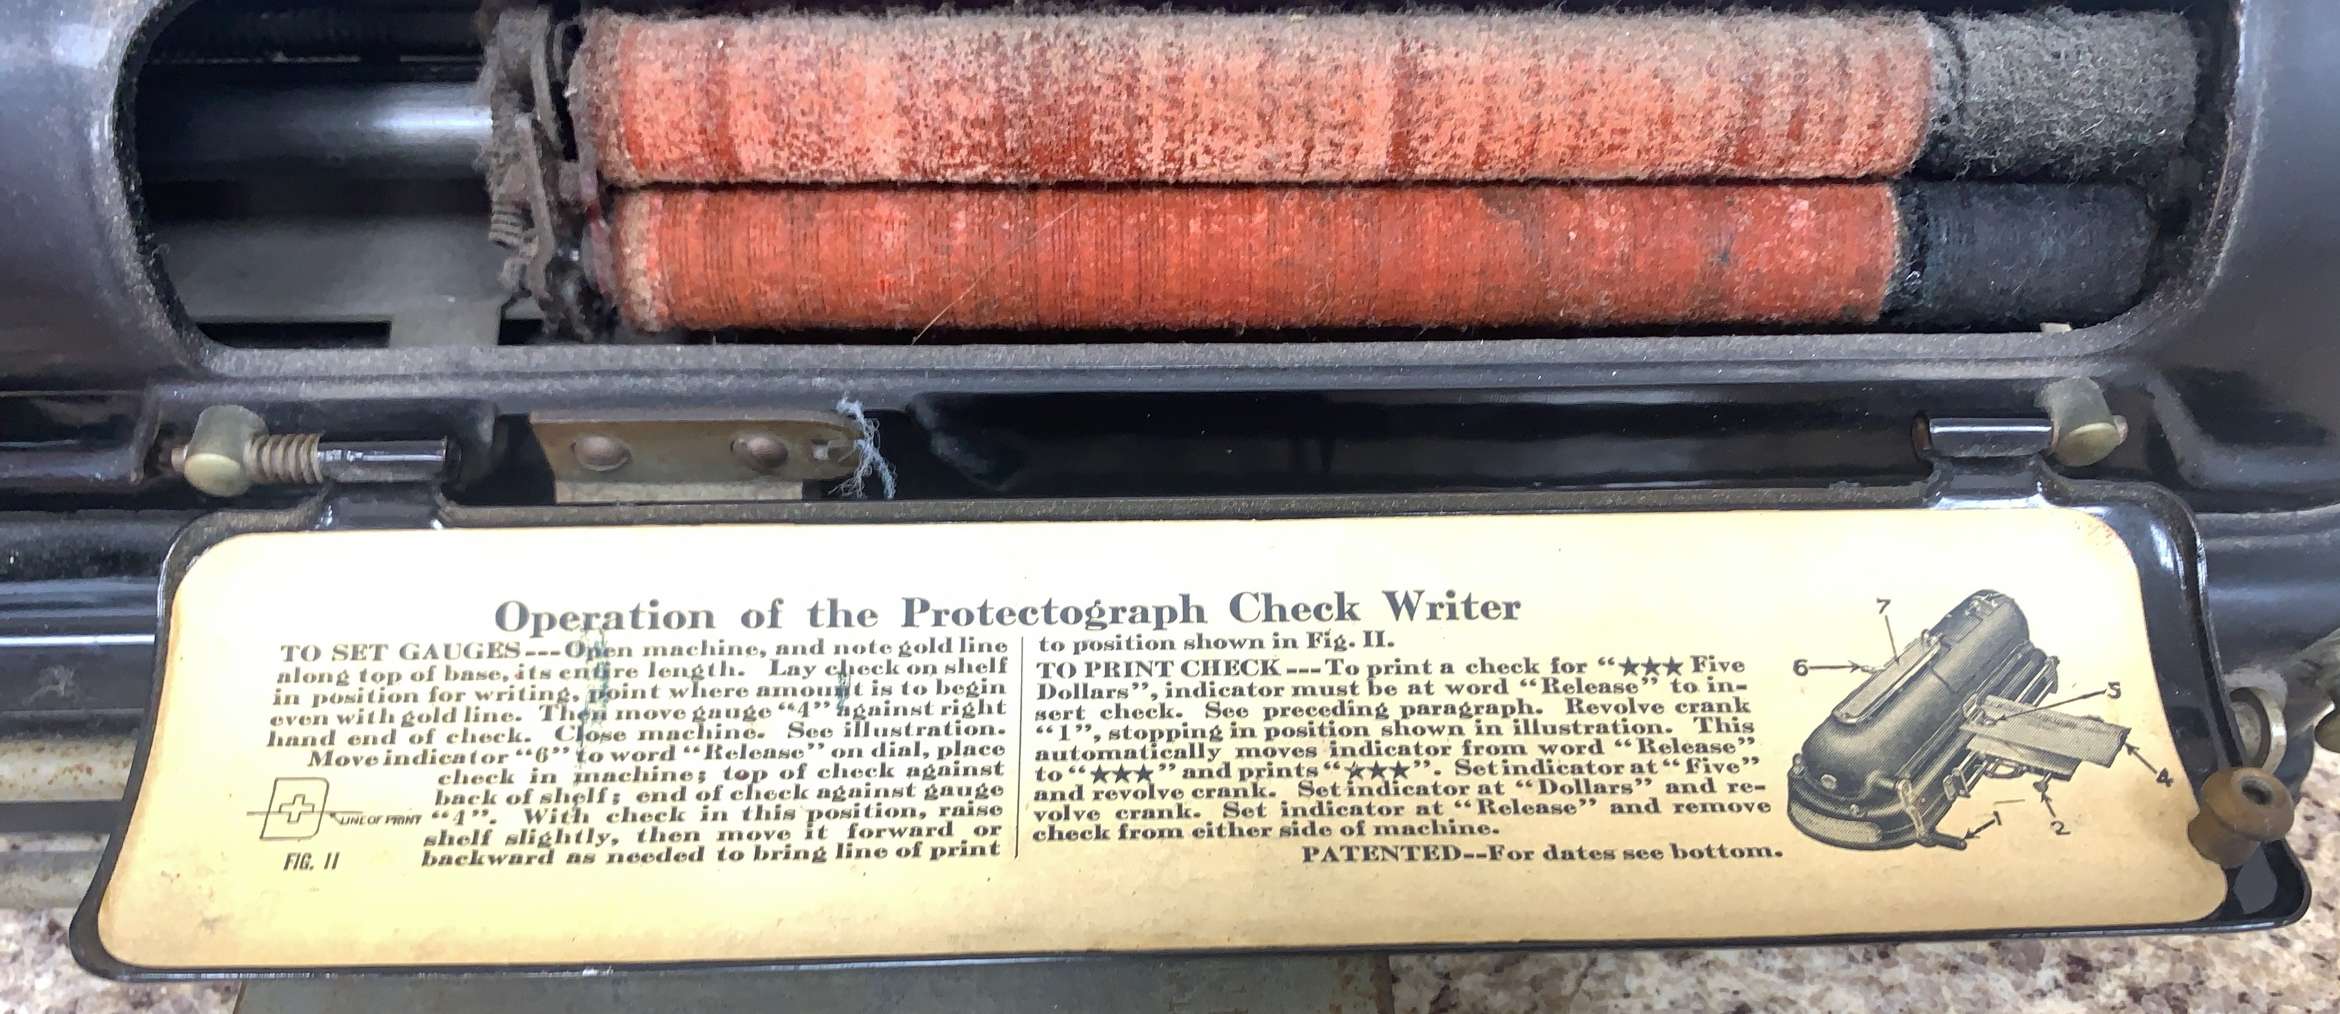 Operation of the Protectograph Check Writer
TO SET GAUGES---Open machine, and note gold line
along top of base, its entire length. Lay check on shelf
in position for writing, point where amount is to begin
even with gold line. Then move gauge "4" against right
hand end of check. Close machine. See illustration.
Move indicator "6" to word "Release" on dial, place
check in machine; top of check against
back of shelf; end of check against gauge
"4". With check in this position, raise
shelf slightly, then move it forward or
backward as needed to bring line of print
LINE OF PRINT
FIG. II
to position shown in Fig. II.
TO PRINT CHECK---To print a check for "★★★ Five
Dollars", indicator must be at word "Release" to in-
sert check. See preceding paragraph. Revolve crank
"1", stopping in position shown in illustration. This
automatically moves indicator from word "Release"
to "★★★" and prints "★★★". Set indicator at "Five"
and revolve crank. Set indicator at "Dollars" and re-
volve crank. Set indicator at "Release" and remove
check from either side of machine.
PATENTED--For dates see bottom.
7
6
5
4
1
2